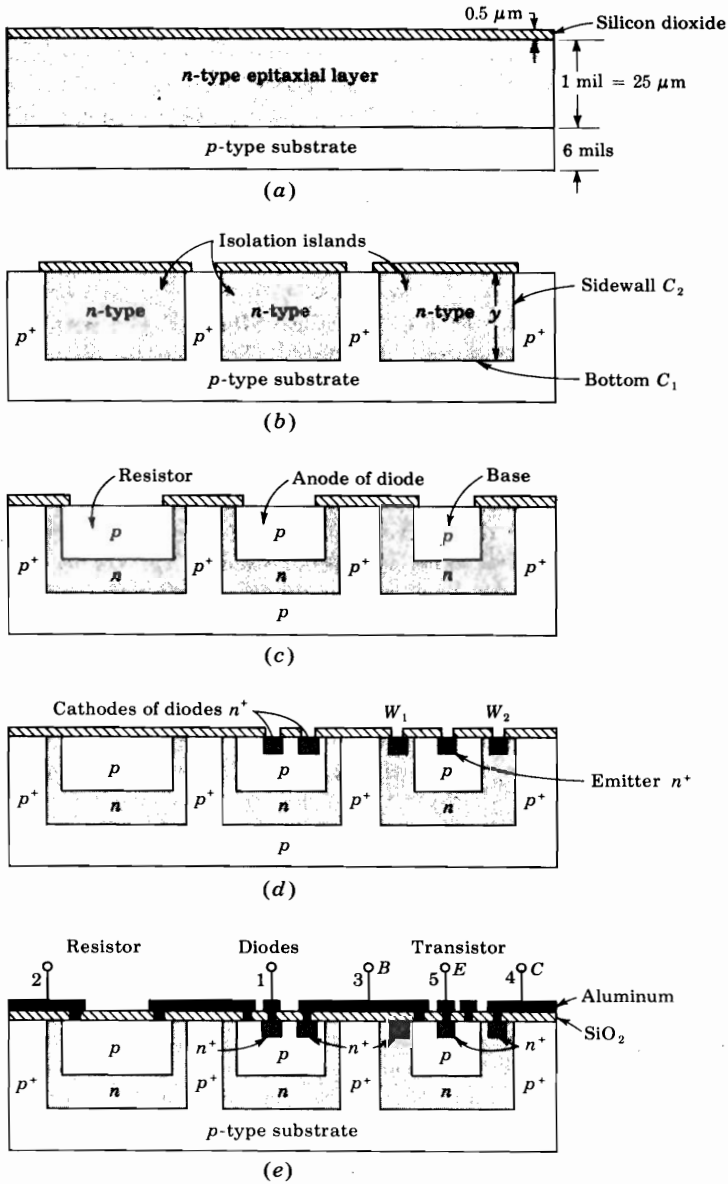 0.5 μm
Silicon dioxide
n-type epitaxial layer
1 mil = 25 μm
p-type substrate
6 mils
(a)
Isolation islands
Sidewall C₂
n-type
n-type
n-type
y
p⁺
p⁺
p⁺
p⁺
p-type substrate
Bottom C₁
(b)
Resistor
Anode of diode
Base
p
p
p
p⁺
n
p⁺
n
p⁺
n
p⁺
p
(c)
Cathodes of diodes n⁺
W₁
W₂
p
p
p
Emitter n⁺
p⁺
n
p⁺
n
p⁺
n
p⁺
p
(d)
Resistor
Diodes
Transistor
2
1
3
B
5
E
4
C
Aluminum
SiO₂
p
n⁺
p
n⁺
p
n⁺
p⁺
n
p⁺
n
p⁺
n
p⁺
p-type substrate
(e)